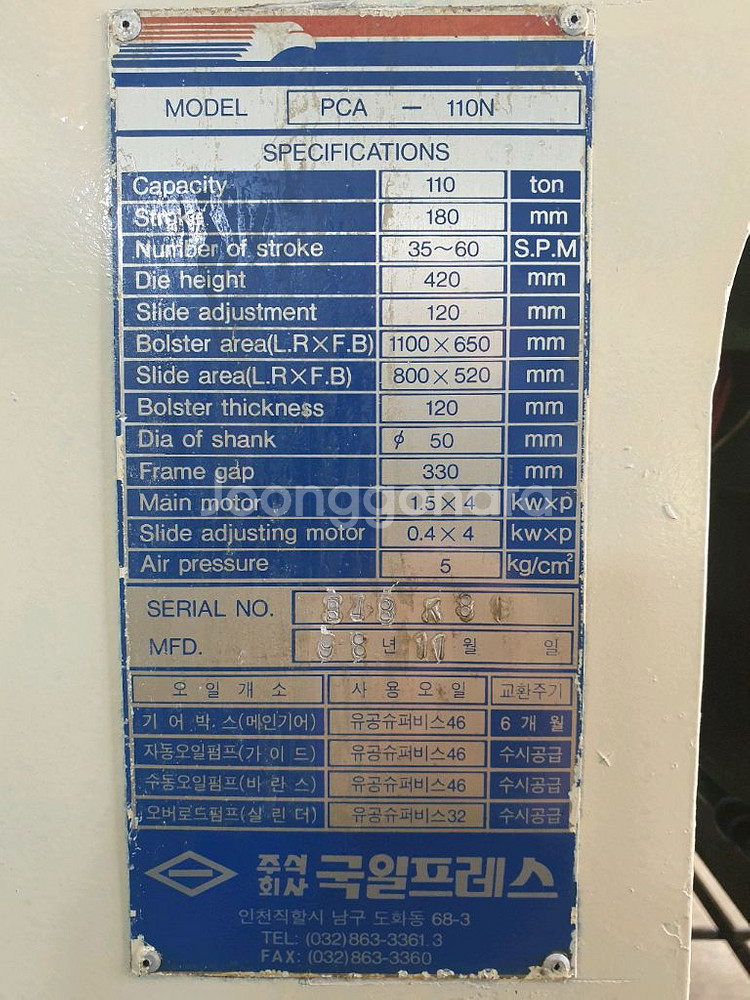 MODEL PCA — 110N
SPECIFICATIONS
Capacity 110 ton
Stroke 180 mm
Number of stroke 35~60 S.P.M
Die height 420 mm
Slide adjustment 120 mm
Bolster area(L.R×F.B) 1100×650 mm
Slide area(L.R×F.B) 800×520 mm
Bolster thickness 120 mm
Dia of shank ϕ 50 mm
Frame gap 330 mm
Joonggonara
Main motor 1.5×4 kw×p
Slide adjusting motor 0.4×4 kw×p
Air pressure 5 kg/cm²
SERIAL NO.
MFD. 년 11 월 일
오일개소 사용오일 교환주기
기어박스(메인기어) 유공슈퍼비스46 6개월
자동오일펌프(가이드) 유공슈퍼비스46 수시공급
수동오일펌프(바란스) 유공슈퍼비스46 수시공급
오버로드펌프(실린더) 유공슈퍼비스32 수시공급
주식회사 국일프레스
인천직할시 남구 도화동 68-3
TEL: (032)863-3361.3
FAX: (032)863-3360